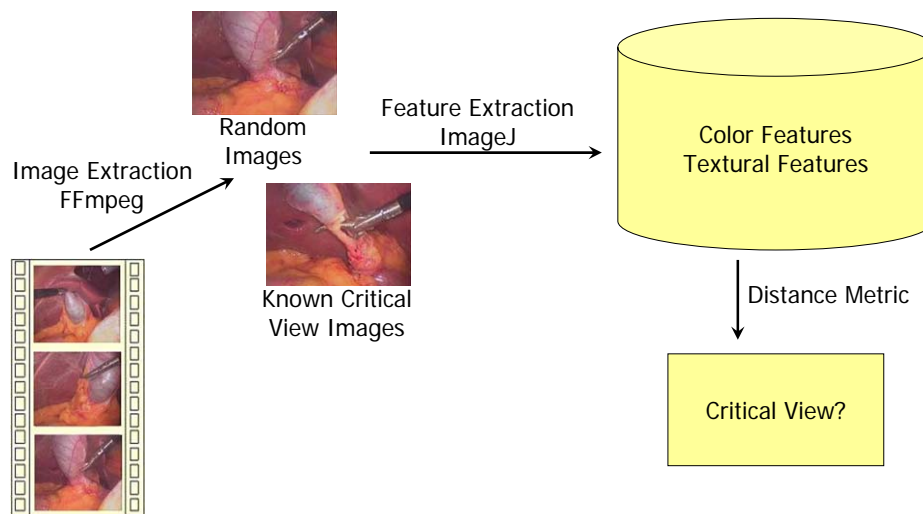 Image Extraction
FFmpeg
Random
Images
Known Critical
View Images
Feature Extraction
ImageJ
Color Features
Textural Features
Distance Metric
Critical View?